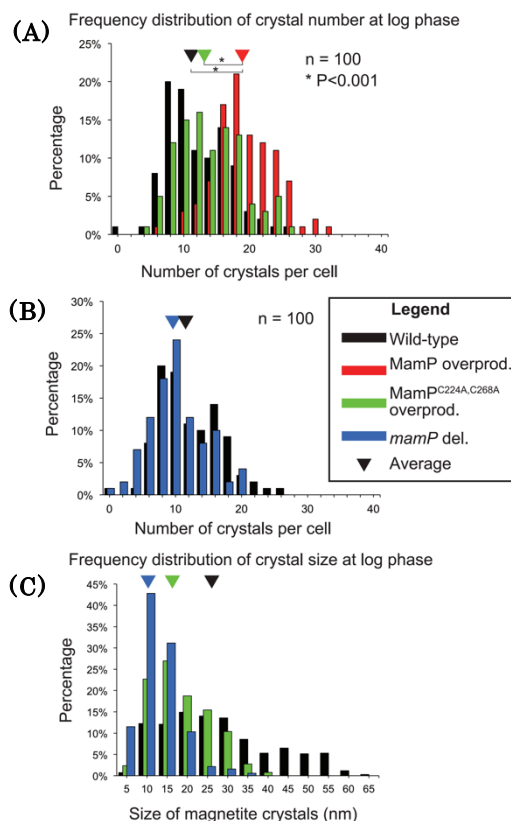 (A)
Frequency distribution of crystal number at log phase
25%
20%
15%
10%
5%
0%
Percentage
*
*
n = 100
* P<0.001
0 10 20 30 40
Number of crystals per cell
(B)
30%
25%
20%
15%
10%
5%
0%
Percentage
n = 100
0 10 20 30 40
Number of crystals per cell
Legend
Wild-type
MamP overprod.
MamP^C224A,C268A
overprod.
mamP del.
Average
(C)
Frequency distribution of crystal size at log phase
45%
40%
35%
30%
25%
20%
15%
10%
5%
0%
Percentage
5 10 15 20 25 30 35 40 45 50 55 60 65
Size of magnetite crystals (nm)